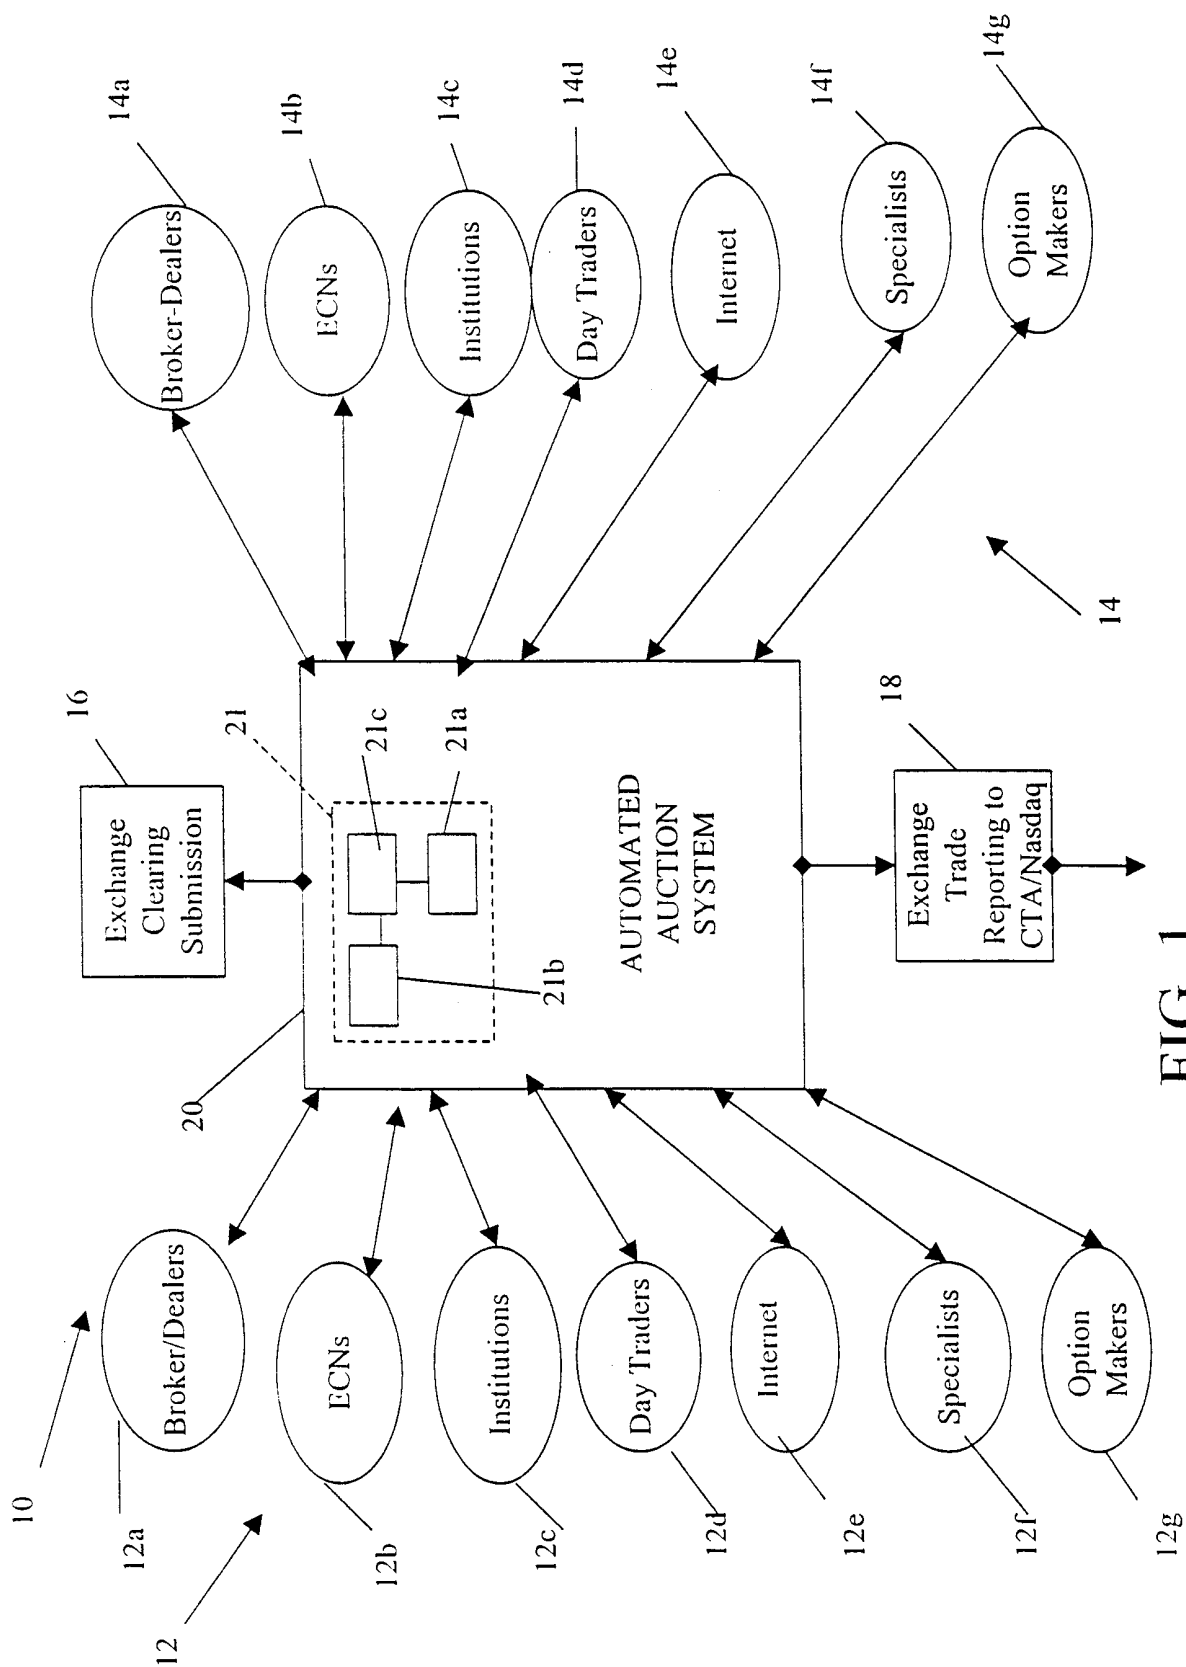 10
12
12a
Broker/Dealers
12b
ECNs
12c
Institutions
12d
Day Traders
12e
Internet
12f
Specialists
12g
Option
Makers
20
16
Exchange
Clearing
Submission
21
21c
21a
21b
AUTOMATED
AUCTION
SYSTEM
18
Exchange
Trade
Reporting to
CTA/Nasdaq
14a
Broker-Dealers
14b
ECNs
14c
Institutions
14d
Day Traders
14e
Internet
14f
Specialists
14g
Option
Makers
14
FIG. 1